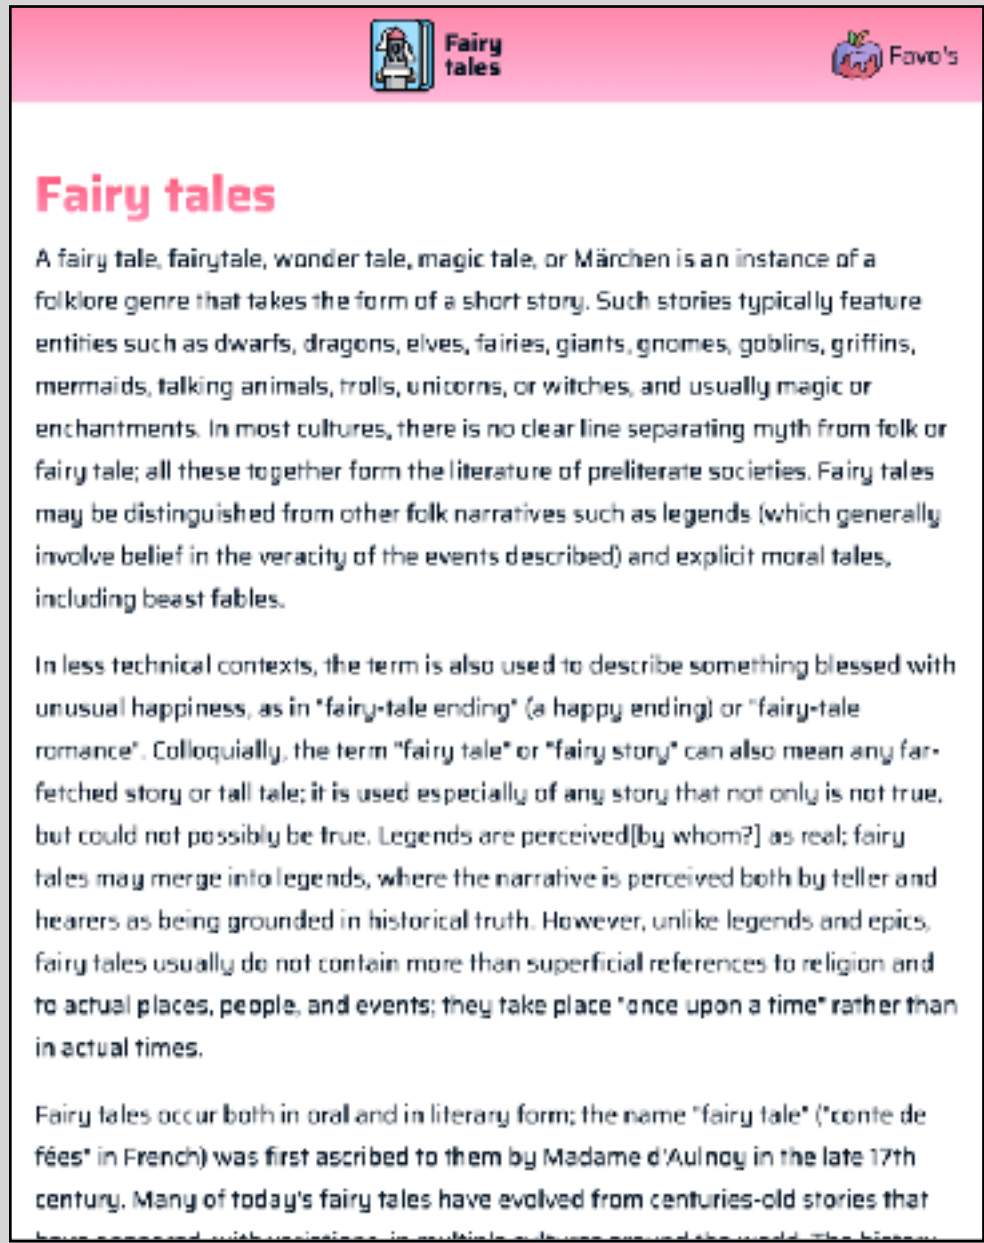 Fairy
tales
Favo's
Fairy tales
A fairy tale, fairytale, wonder tale, magic tale, or Märchen is an instance of a
folklore genre that takes the form of a short story. Such stories typically feature
entities such as dwarfs, dragons, elves, fairies, giants, gnomes, goblins, griffins,
mermaids, talking animals, trolls, unicorns, or witches, and usually magic or
enchantments. In most cultures, there is no clear line separating myth from folk or
fairy tale; all these together form the literature of preliterate societies. Fairy tales
may be distinguished from other folk narratives such as legends (which generally
involve belief in the veracity of the events described) and explicit moral tales,
including beast fables.
In less technical contexts, the term is also used to describe something blessed with
unusual happiness, as in "fairy-tale ending" (a happy ending) or "fairy-tale
romance". Colloquially, the term "fairy tale" or "fairy story" can also mean any far-
fetched story or tall tale; it is used especially of any story that not only is not true,
but could not possibly be true. Legends are perceived[by whom?] as real; fairy
tales may merge into legends, where the narrative is perceived both by teller and
hearers as being grounded in historical truth. However, unlike legends and epics,
fairy tales usually do not contain more than superficial references to religion and
to actual places, people, and events; they take place "once upon a time" rather than
in actual times.
Fairy tales occur both in oral and in literary form; the name "fairy tale" ("conte de
fées" in French) was first ascribed to them by Madame d'Aulnoy in the late 17th
century. Many of today's fairy tales have evolved from centuries-old stories that
have appeared, with variations, in multiple cultures around the world. The history